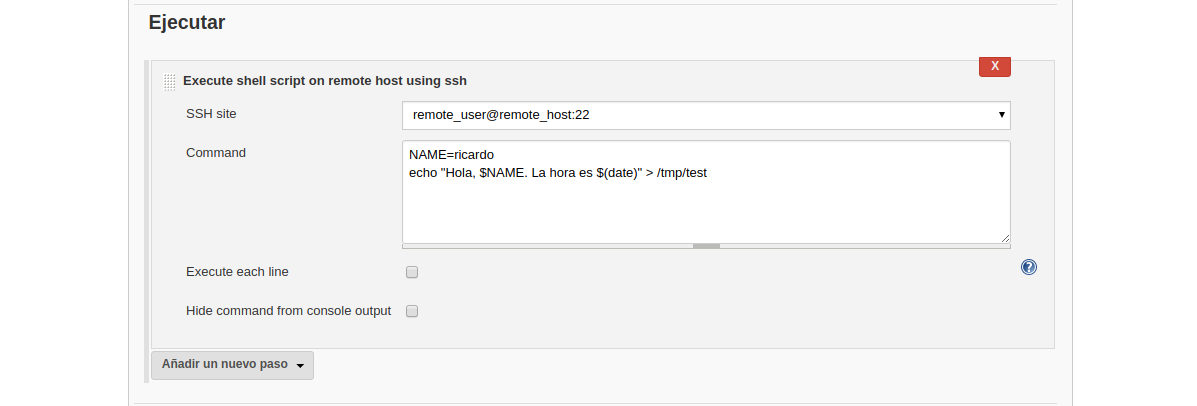 Ejecutar
X
Execute shell script on remote host using ssh
SSH site
remote_user@remote_host:22
Command
NAME=ricardo
echo "Hola, $NAME. La hora es $(date)" > /tmp/test
Execute each line
?
Hide command from console output
Añadir un nuevo paso